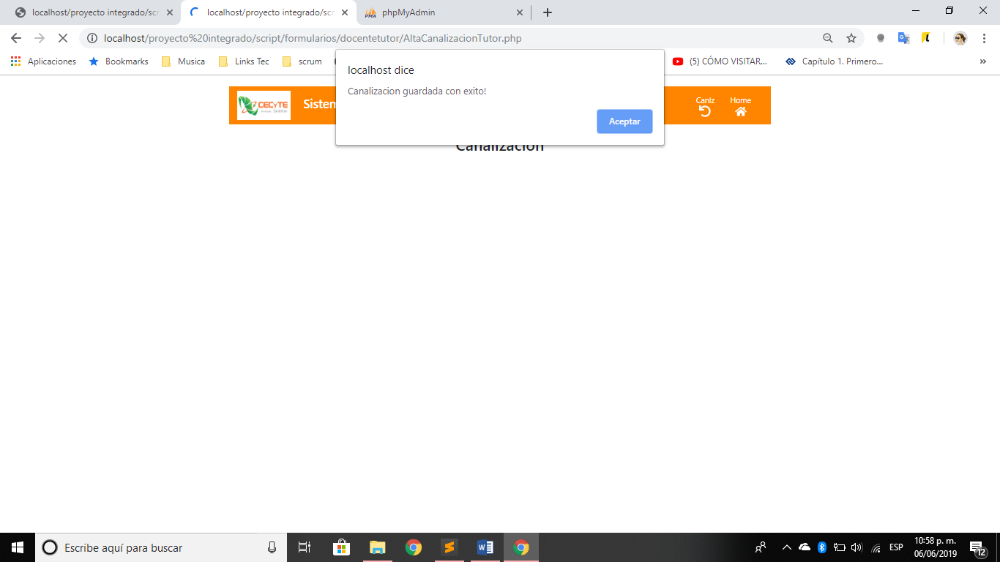 localhost/proyecto integrado/scr
localhost/proyecto integrado/scr
phpMyAdmin
localhost/proyecto%20integrado/script/formularios/docentetutor/AltaCanalizacionTutor.php
Aplicaciones
Bookmarks
Musica
Links Tec
scrum
(5) CÓMO VISITAR...
Capítulo 1. Primero...
»
localhost dice
Canalizacion guardada con exito!
Aceptar
CECYTE
Sistem
Canlz
Home
Canalización
Escribe aquí para buscar
ESP
10:58 p. m.
06/06/2019
12